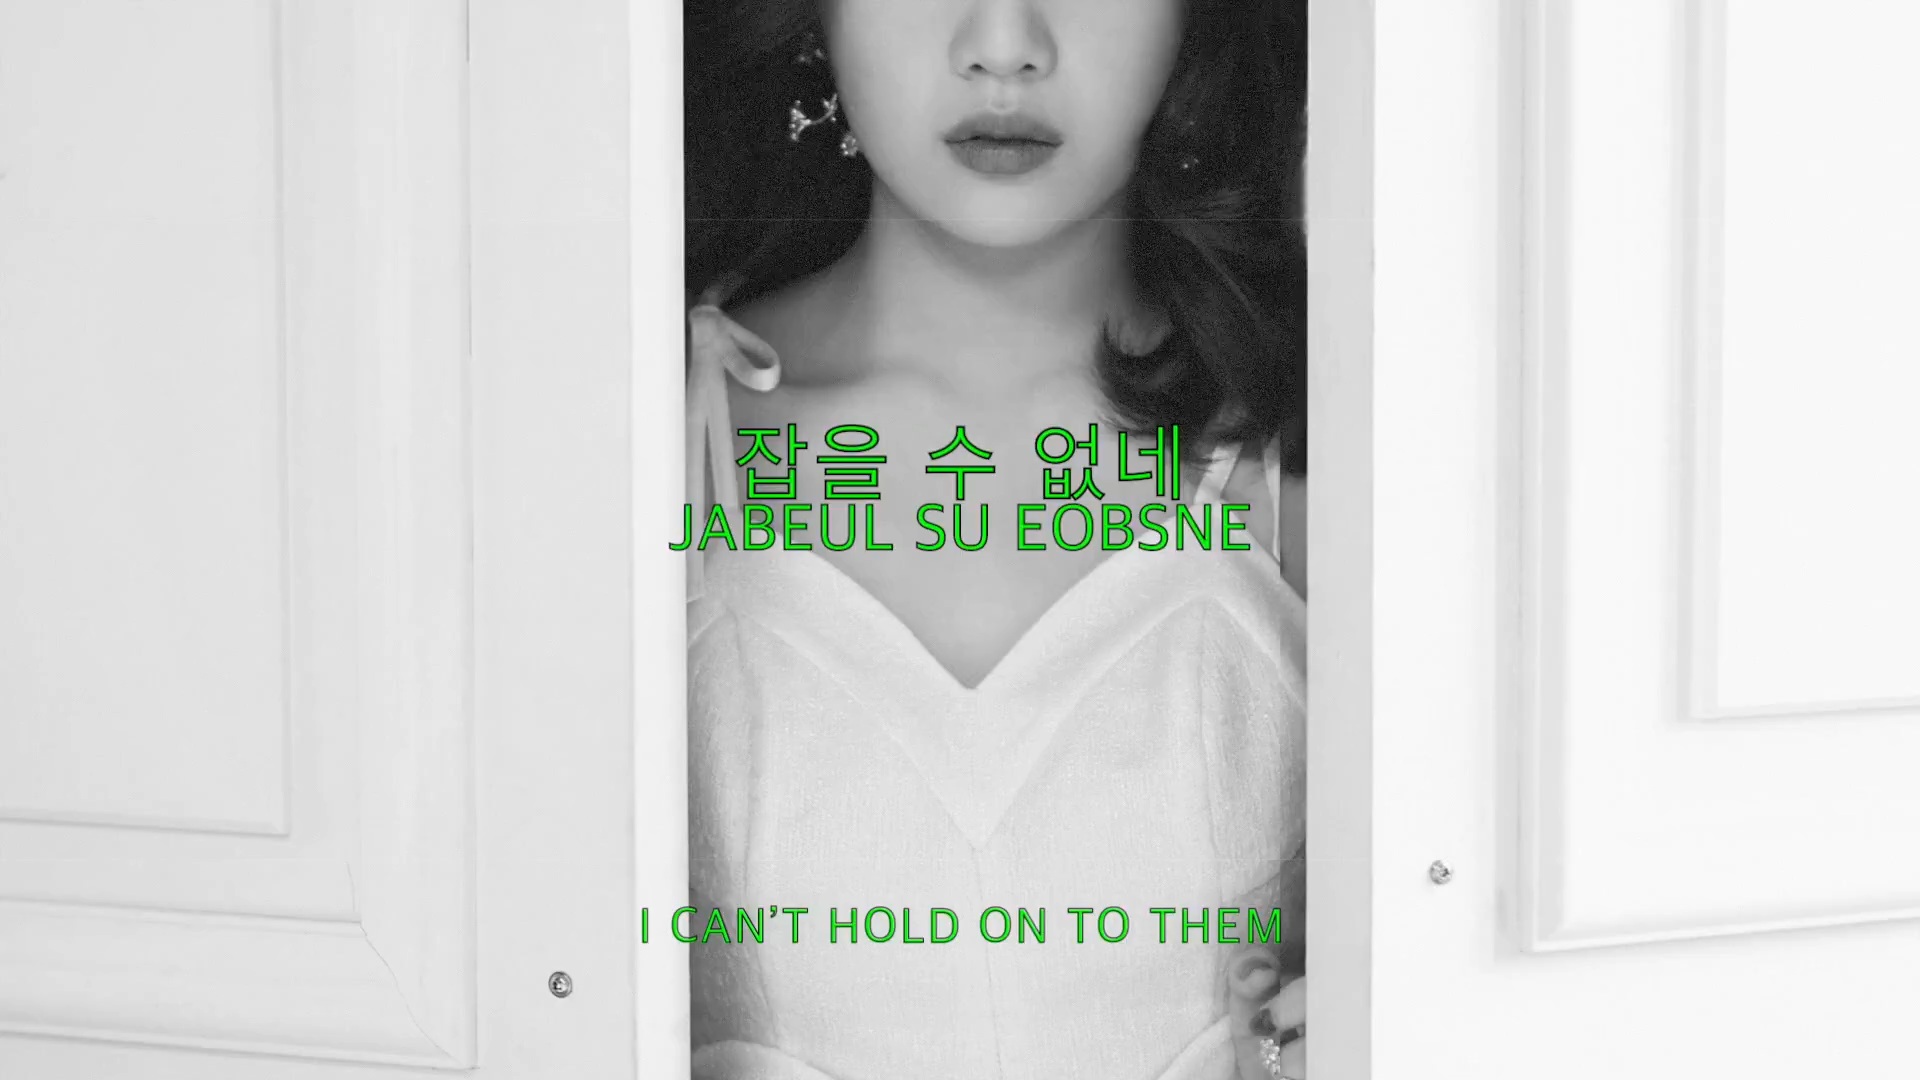 잡을 수 없네
JABEUL SU EOBSNE
I CAN’T HOLD ON TO THEM